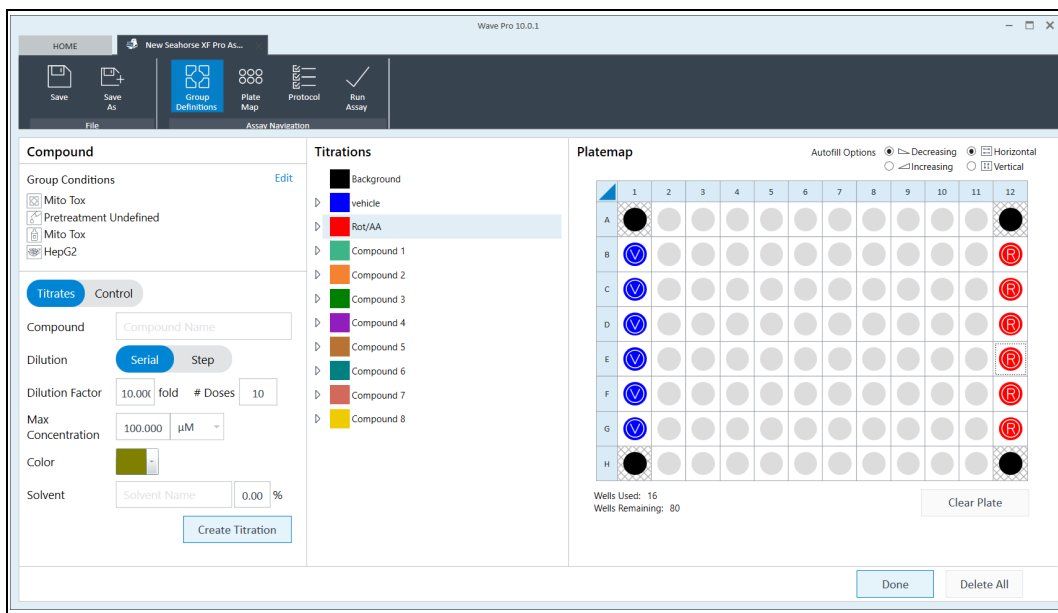 Wave Pro 10.0.1
HOME
New Seahorse XF Pro As...
Save
Save As
Group Definitions
Plate Map
Protocol
Run Assay
File
Assay Navigation
Compound
Group Conditions
Edit
Mito Tox
Pretreatment Undefined
Mito Tox
HepG2
Titrates Control
Compound Compound Name
Dilution Serial Step
Dilution Factor 10.00 fold # Doses 10
Max Concentration 100.000 µM
Color
Solvent Solvent Name 0.00 %
Create Titration
Titrations
Background
vehicle
Rot/AA
Compound 1
Compound 2
Compound 3
Compound 4
Compound 5
Compound 6
Compound 7
Compound 8
Platemap
Autofill Options Decreasing Horizontal
Increasing Vertical
1 2 3 4 5 6 7 8 9 10 11 12
A
B V R
C V R
D V R
E V R
F V R
G V R
H
Wells Used: 16
Wells Remaining: 80
Clear Plate
Done
Delete All